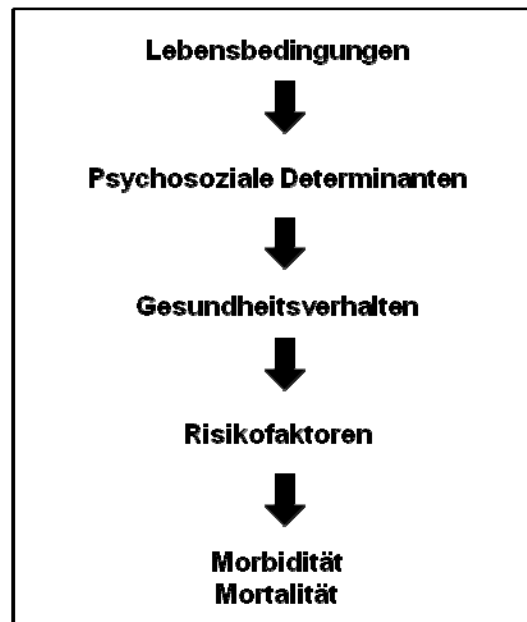 Lebensbedingungen
Psychosoziale Determinanten
Gesundheitsverhalten
Risikofaktoren
Morbidität
Mortalität